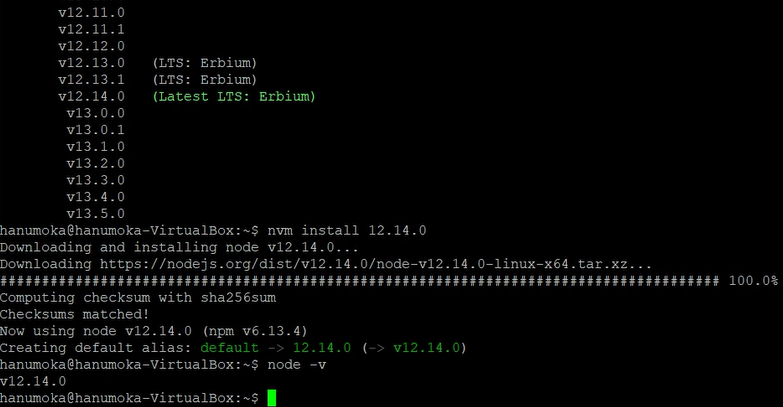 v12.11.0
v12.11.1
v12.12.0
v12.13.0 (LTS: Erbium)
v12.13.1 (LTS: Erbium)
v12.14.0 (Latest LTS: Erbium)
v13.0.0
v13.0.1
v13.1.0
v13.2.0
v13.3.0
v13.4.0
v13.5.0
hanumoka@hanumoka-VirtualBox:~$ nvm install 12.14.0
Downloading and installing node v12.14.0...
Downloading https://nodejs.org/dist/v12.14.0/node-v12.14.0-linux-x64.tar.xz...
###################################################################################### 100.0%
Computing checksum with sha256sum
Checksums matched!
Now using node v12.14.0 (npm v6.13.4)
Creating default alias: default -> 12.14.0 (-> v12.14.0)
hanumoka@hanumoka-VirtualBox:~$ node -v
v12.14.0
hanumoka@hanumoka-VirtualBox:~$